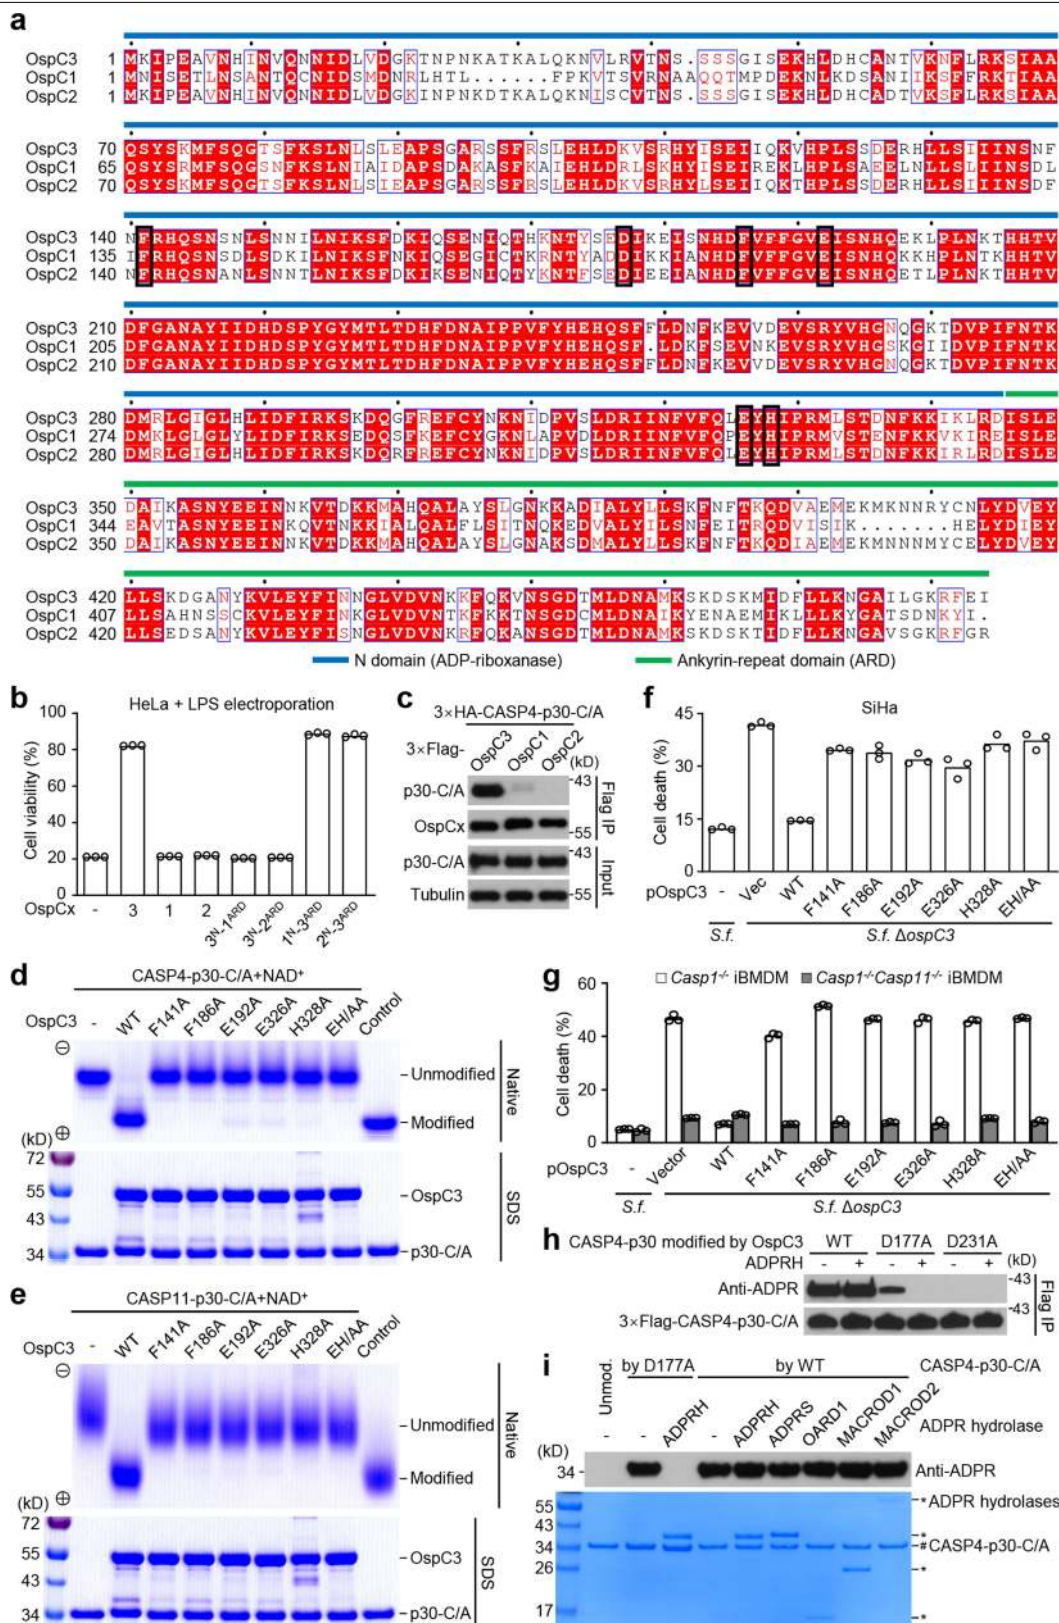 a
OspC3 1 MKIPEAVNHINVQNNIDLVDGKTNPNKATKALQKNVLRVTNS.SSSGISEKHLDHCANTVKNFLRKSIAA
OspC1 1 MNISETLNSANTQCNIDSMDNRLHTL......FPKVTSVRNAAQQTMPDEKNLKDSANIIKSFFRKTIAA
OspC2 1 MKIPEAVNHINVQNNIDLVDGKINPNKDTKALQKNISCVTNS.SSSGISEKHLDHCADTVKSFLRKSIAA
OspC3 70 QSYSKMFSQGTSFKSLNLSLEAPSGARSSFRSLEHLDKVSRHYISEIIQKVHPLSSDERHLLSIIINSNF
OspC1 65 QSYSRMFSQGSNFKSLNIAIDAPSDAKASFKAIEHLDRLSKHYISEIREKLHPLSAEELNLLSLIINSDL
OspC2 70 QSYSKMFSQGTSFKSLNLSIEAPSGARSSFRSLEHLDKLSRHYLSEIIQKTHPLSSDERHLLSIIINSDF
OspC3 140 NFRHQSNSNLSNNILNIKSFDKIQSENIQTHKNTYSEDIKEISNHDFVFFGVEISNHQEKLPLNKTHHTV
OspC1 135 IFRHQSNSDLSDKILNIKSFNKIQSEGICTKRNTYADDIKKIANHDFVFFGVEISNHQKKHPLNTKHHTV
OspC2 140 NFRHQSNANLSNNTLNIKSFDKIKSENIQTYKNTFSEDIEEISNHDFVFFGVEISNHQETLPLNKTHHTV
OspC3 210 DFGANAYIIDHDSPYGYMTLTDHFDNAIPPVFYHEHQSFFLDNFKEVVDEVSRYVHGNQGKTDVPIFNTK
OspC1 205 DFGANAYIIDHDSPYGYMTLTDHFDNAIPPVFYHEHQSF.LDKFSEVNKEVSRYVHGSKGIIDVPIFNTK
OspC2 210 DFGANAYIIDHDSPYGYMTLTDHFDNAIPPVFYHEHQSFFLDNFKEVVDEVSRYVHGNQGKTDVPIFNTK
OspC3 280 DMRLGIGLHLIDFIRKSKDQGFREFCYNKNIDPVSLDRIINFVFQLEYHIPRMLSTDNFKKIKLRDISLE
OspC1 274 DMKLGLGLYLIDFIRKSEDQSFKEFCYGKNLAPVDLDRIINFVFQPEYHIPRMVSTENFKKVKIREISLE
OspC2 280 DMRLGIGLHLIDFIRKSKDQGFREFCYNKNIDPVSLDRIINFVFQLEYHIPRMLSTDNFKKIRLRDISLE
OspC3 350 DAIKASNYEEINNKVTDKKMAHQALAYSLGNKKADIALYLLSKFNFTKQDVAEMEKMKNNRYCNLYDVEY
OspC1 344 EAVTASNYEEINKQVTNKKIALQALFLSITNQKEDVALYILSNFEITRQDVISI.......HELYDIEY
OspC2 350 DAIKASNYEEINNKVTDKKMAHQALAYSLGNAKSDMALYLLSKFNFTKQDIAEMEKMNNNMYCELYDVEY
OspC3 420 LLSKDGANYKVLEYFINNGLVDVNKKFQKVNSGDTMLDNAMKSKDSKMIDFLLKNGAILGKRFEI
OspC1 407 LLSAHNSSCKVLEYFINKGLVDVNTKFKKTNSGDCMLDNAIKYENAEMIKLLLKYGATSDNKYI.
OspC2 420 LLSEDSANYKVLEYFISNGLVDVNKRFQKANSGDTMLDNAMKSKDSKTIDFLLKNGAVSGKRFGR
N domain (ADP-riboxanase) Ankyrin-repeat domain (ARD)
b
HeLa + LPS electroporation
Cell viability (%)
100
80
60
40
20
0
OspCx - 3 1 2 3ᴺ-1ᴬᴿᴰ 3ᴺ-2ᴬᴿᴰ 1ᴺ-3ᴬᴿᴰ 2ᴺ-3ᴬᴿᴰ
c
3×HA-CASP4-p30-C/A
3×Flag- OspC3 OspC1 OspC2 (kD)
p30-C/A -43
OspCx -55
Flag IP
p30-C/A -43
Tubulin -55
Input
f
SiHa
Cell death (%)
45
30
15
0
pOspC3 - Vec WT F141A F186A E192A E326A H328A EH/AA
S.f. S.f. ΔospC3
d
CASP4-p30-C/A+NAD⁺
OspC3 - WT F141A F186A E192A E326A H328A EH/AA Control
⊖
Unmodified
Modified
⊕
Native
(kD)
72
55 OspC3
43
34 p30-C/A
SDS
g
Casp1⁻/⁻ iBMDM Casp1⁻/⁻Casp11⁻/⁻ iBMDM
Cell death (%)
60
40
20
0
pOspC3 - Vector WT F141A F186A E192A E326A H328A EH/AA
S.f. S.f. ΔospC3
e
CASP11-p30-C/A+NAD⁺
OspC3 - WT F141A F186A E192A E326A H328A EH/AA Control
⊖
Unmodified
Modified
⊕
Native
(kD)
72
55 OspC3
43
34 p30-C/A
SDS
h
CASP4-p30 modified by OspC3 WT D177A D231A
ADPRH - + - + - + (kD)
Anti-ADPR -43
3×Flag-CASP4-p30-C/A -43
Flag IP
i
Unmod. by D177A by WT CASP4-p30-C/A
- - ADPRH - ADPRH ADPRS OARD1 MACROD1 MACROD2 ADPR hydrolase
(kD)
34 - Anti-ADPR
55 * ADPR hydrolases
43 *
34 # CASP4-p30-C/A
26 *
17 *